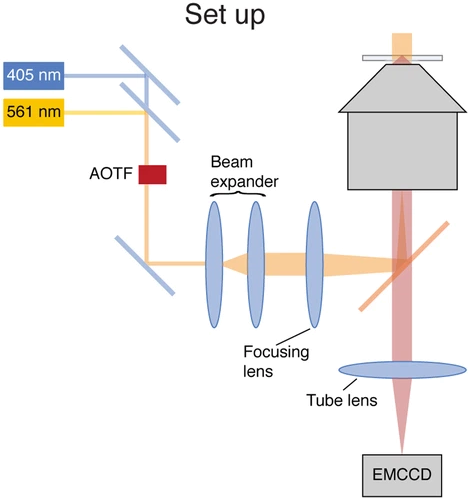 Set up
405 nm
561 nm
AOTF
Beam
expander
Focusing
lens
Tube lens
EMCCD